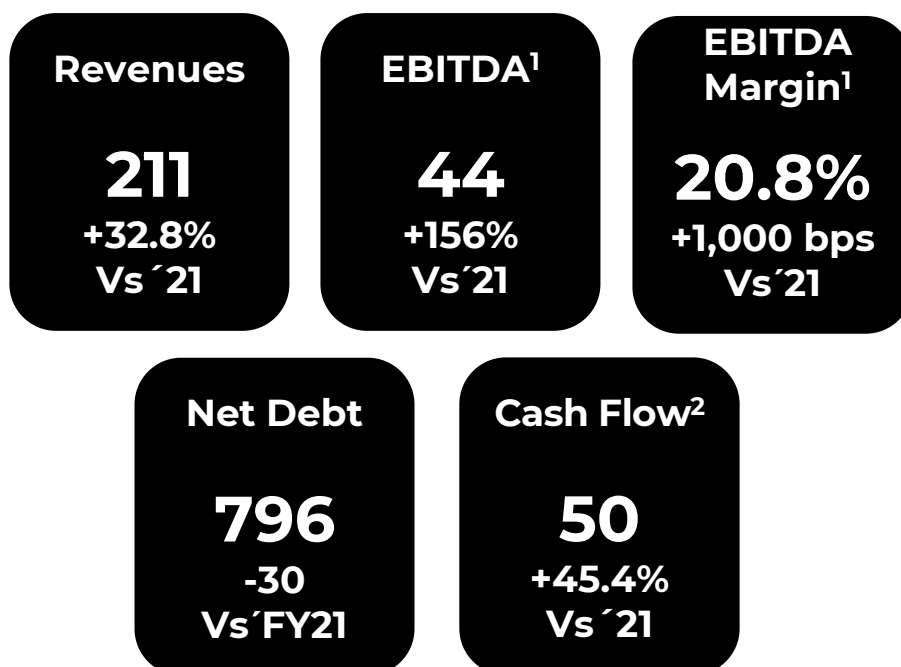 Revenues
211
+32.8%
Vs ´21
EBITDA¹
44
+156%
Vs´21
EBITDA
Margin¹
20.8%
+1,000 bps
Vs´21
Net Debt
796
-30
Vs´FY21
Cash Flow²
50
+45.4%
Vs ´21